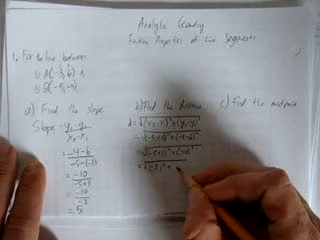 Analytic Geometry
Finding Properties of Line Segments
1. For the line between:
① A(-3, 6)
② B(-5, -4)
a) Find the slope
Slope = y₂-y₁
x₂-x₁
= -4-6
-5-(-3)
= -10
-5+3
= -10
-2
= 5
b) Find the distance
d = √(x₂-x₁)² + (y₂-y₁)²
= √(-5+3)² + (-4-6)²
= √(-5+3)² + (-10)²
= √(-2)² +
c) Find the midpoint